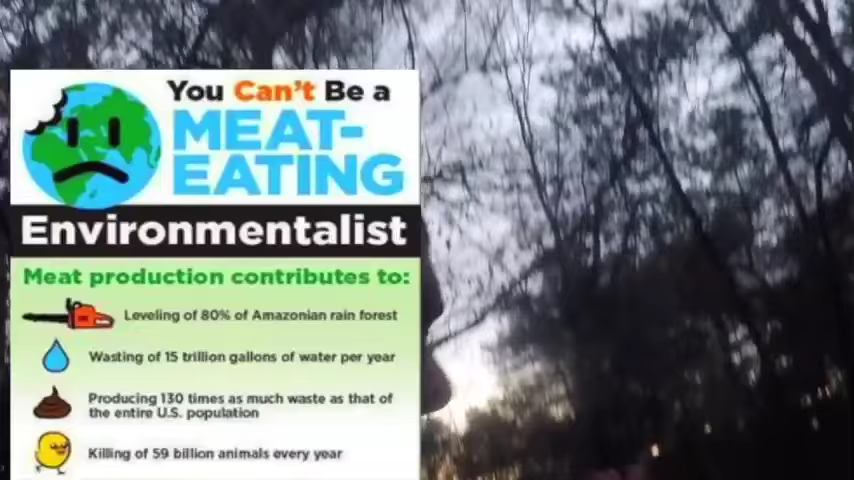 You Can't Be a
MEAT-
EATING
Environmentalist
Meat production contributes to:
Leveling of 80% of Amazonian rain forest
Wasting of 15 trillion gallons of water per year
Producing 130 times as much waste as that of
the entire U.S. population
Killing of 59 billion animals every year